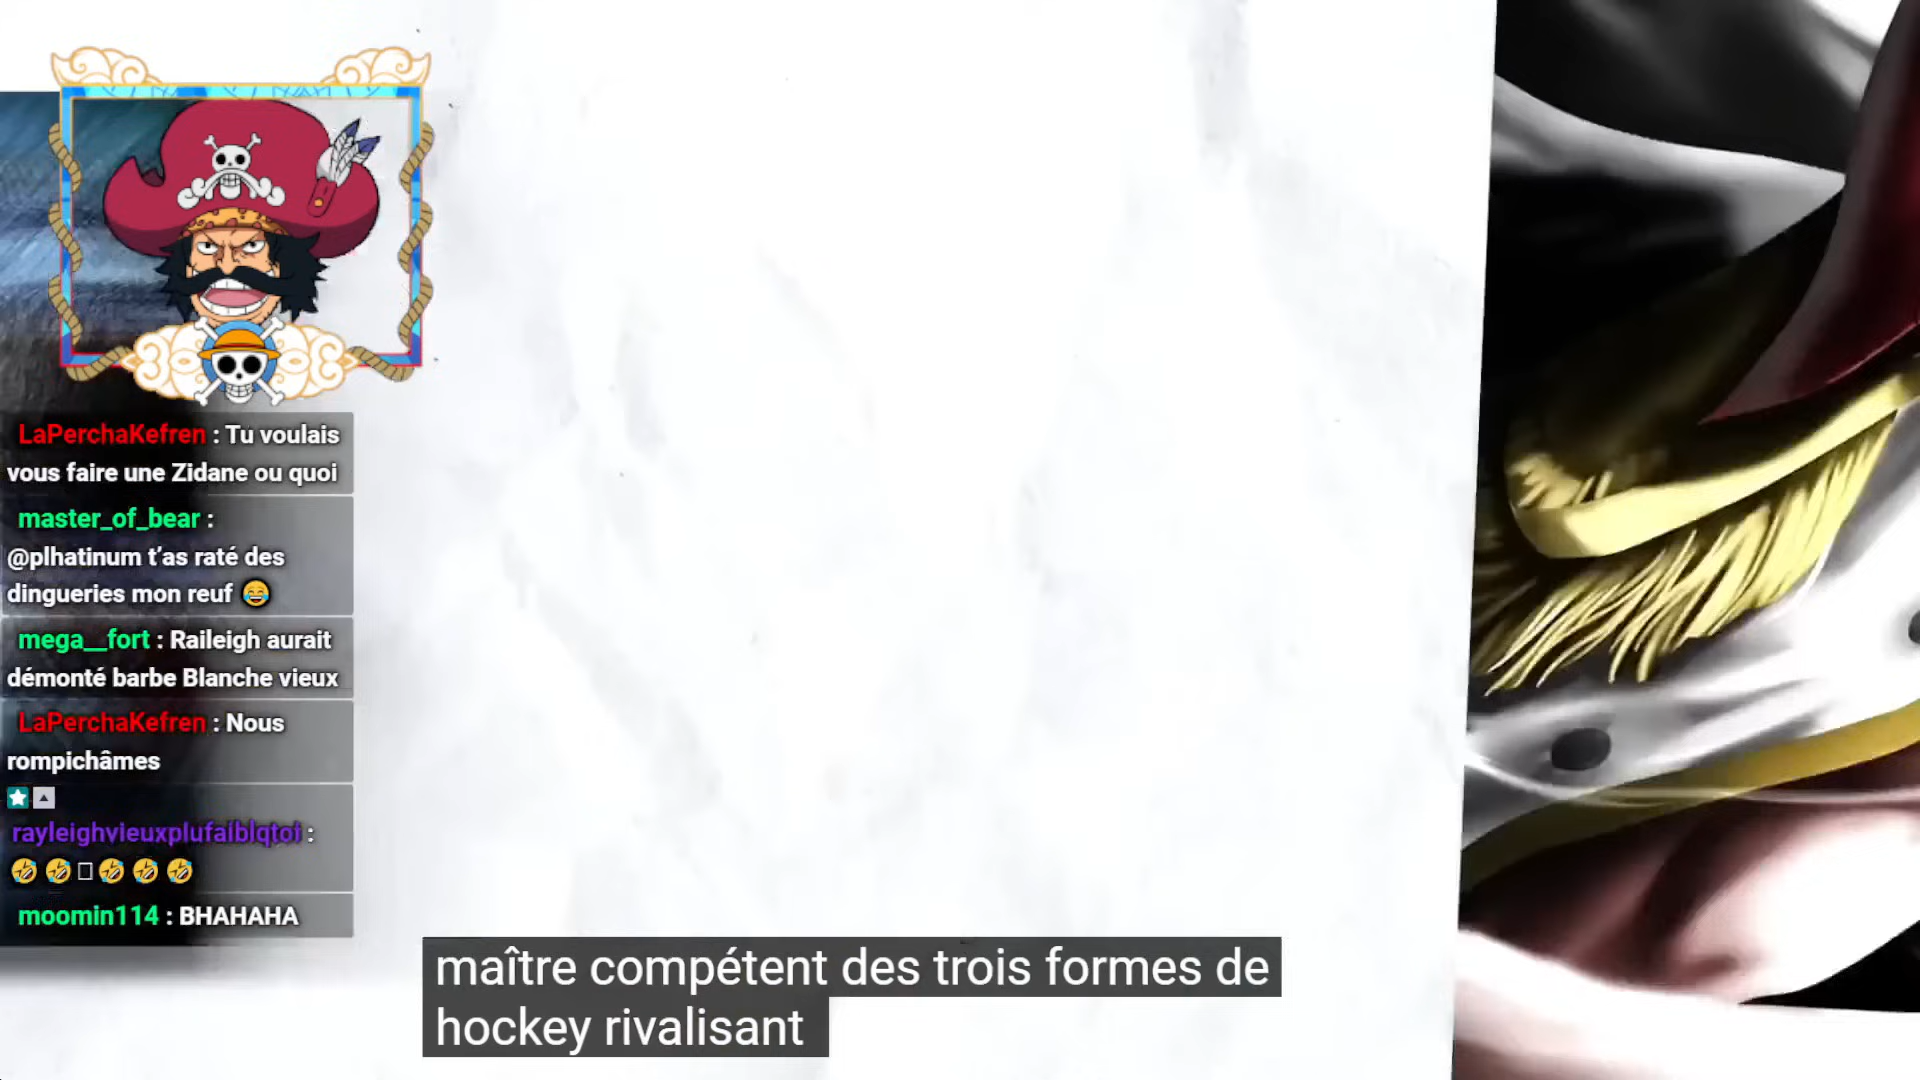 LaPerchaKefren : Tu voulais
vous faire une Zidane ou quoi
master_of_bear :
@plhatinum t’as raté des
dingueries mon reuf 😂
mega__fort : Raileigh aurait
démonté barbe Blanche vieux
LaPerchaKefren : Nous
rompichâmes
rayleighvieuxplufaiblqtoi :
🤣 🤣 □ 🤣 🤣 🤣
moomin114 : BHAHAHA
maître compétent des trois formes de
hockey rivalisant